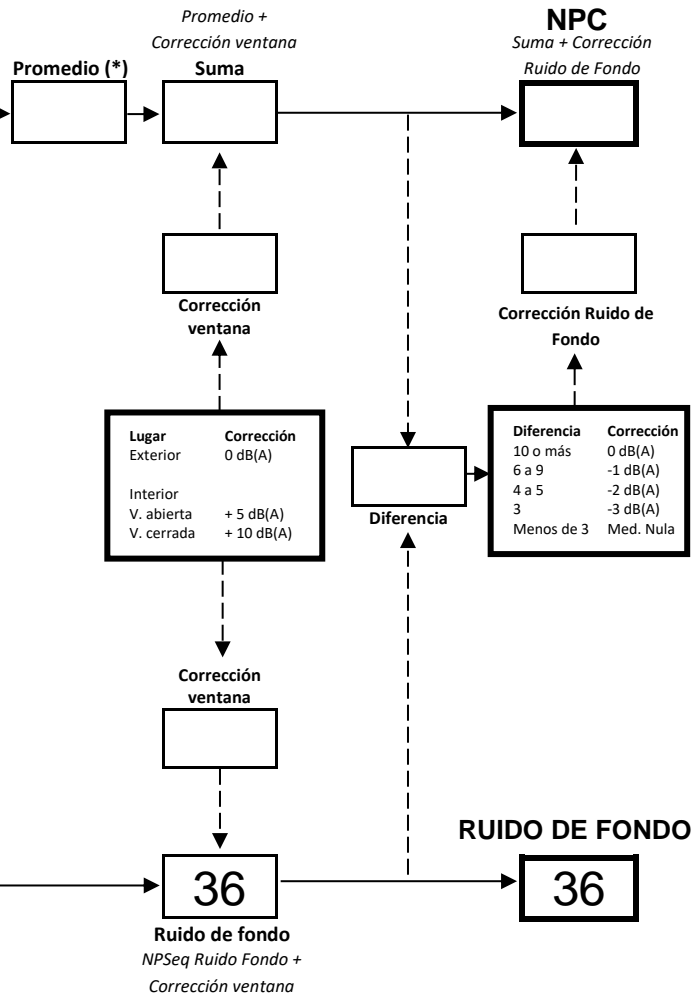 Promedio +
Corrección ventana
NPC
Suma + Corrección
Ruido de Fondo
Promedio (*)
Suma
Corrección
ventana
Corrección Ruido de
Fondo
Lugar Corrección
Exterior 0 dB(A)
Interior
V. abierta + 5 dB(A)
V. cerrada + 10 dB(A)
Diferencia
Diferencia Corrección
10 o más 0 dB(A)
6 a 9 -1 dB(A)
4 a 5 -2 dB(A)
3 -3 dB(A)
Menos de 3 Med. Nula
Corrección
ventana
RUIDO DE FONDO
36
36
Ruido de fondo
NPSeq Ruido Fondo +
Corrección ventana